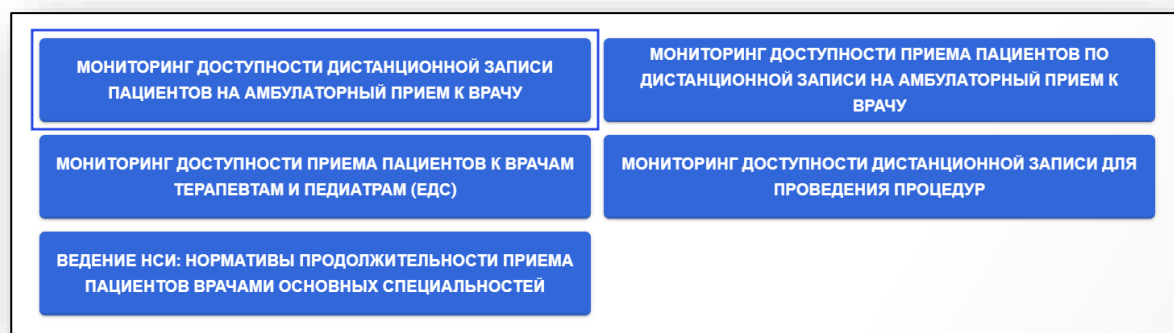 МОНИТОРИНГ ДОСТУПНОСТИ ДИСТАНЦИОННОЙ ЗАПИСИ
ПАЦИЕНТОВ НА АМБУЛАТОРНЫЙ ПРИЕМ К ВРАЧУ
МОНИТОРИНГ ДОСТУПНОСТИ ПРИЕМА ПАЦИЕНТОВ ПО
ДИСТАНЦИОННОЙ ЗАПИСИ НА АМБУЛАТОРНЫЙ ПРИЕМ К
ВРАЧУ
МОНИТОРИНГ ДОСТУПНОСТИ ПРИЕМА ПАЦИЕНТОВ К ВРАЧАМ
ТЕРАПЕВТАМ И ПЕДИАТРАМ (ЕДС)
МОНИТОРИНГ ДОСТУПНОСТИ ДИСТАНЦИОННОЙ ЗАПИСИ ДЛЯ
ПРОВЕДЕНИЯ ПРОЦЕДУР
ВЕДЕНИЕ НСИ: НОРМАТИВЫ ПРОДОЛЖИТЕЛЬНОСТИ ПРИЕМА
ПАЦИЕНТОВ ВРАЧАМИ ОСНОВНЫХ СПЕЦИАЛЬНОСТЕЙ